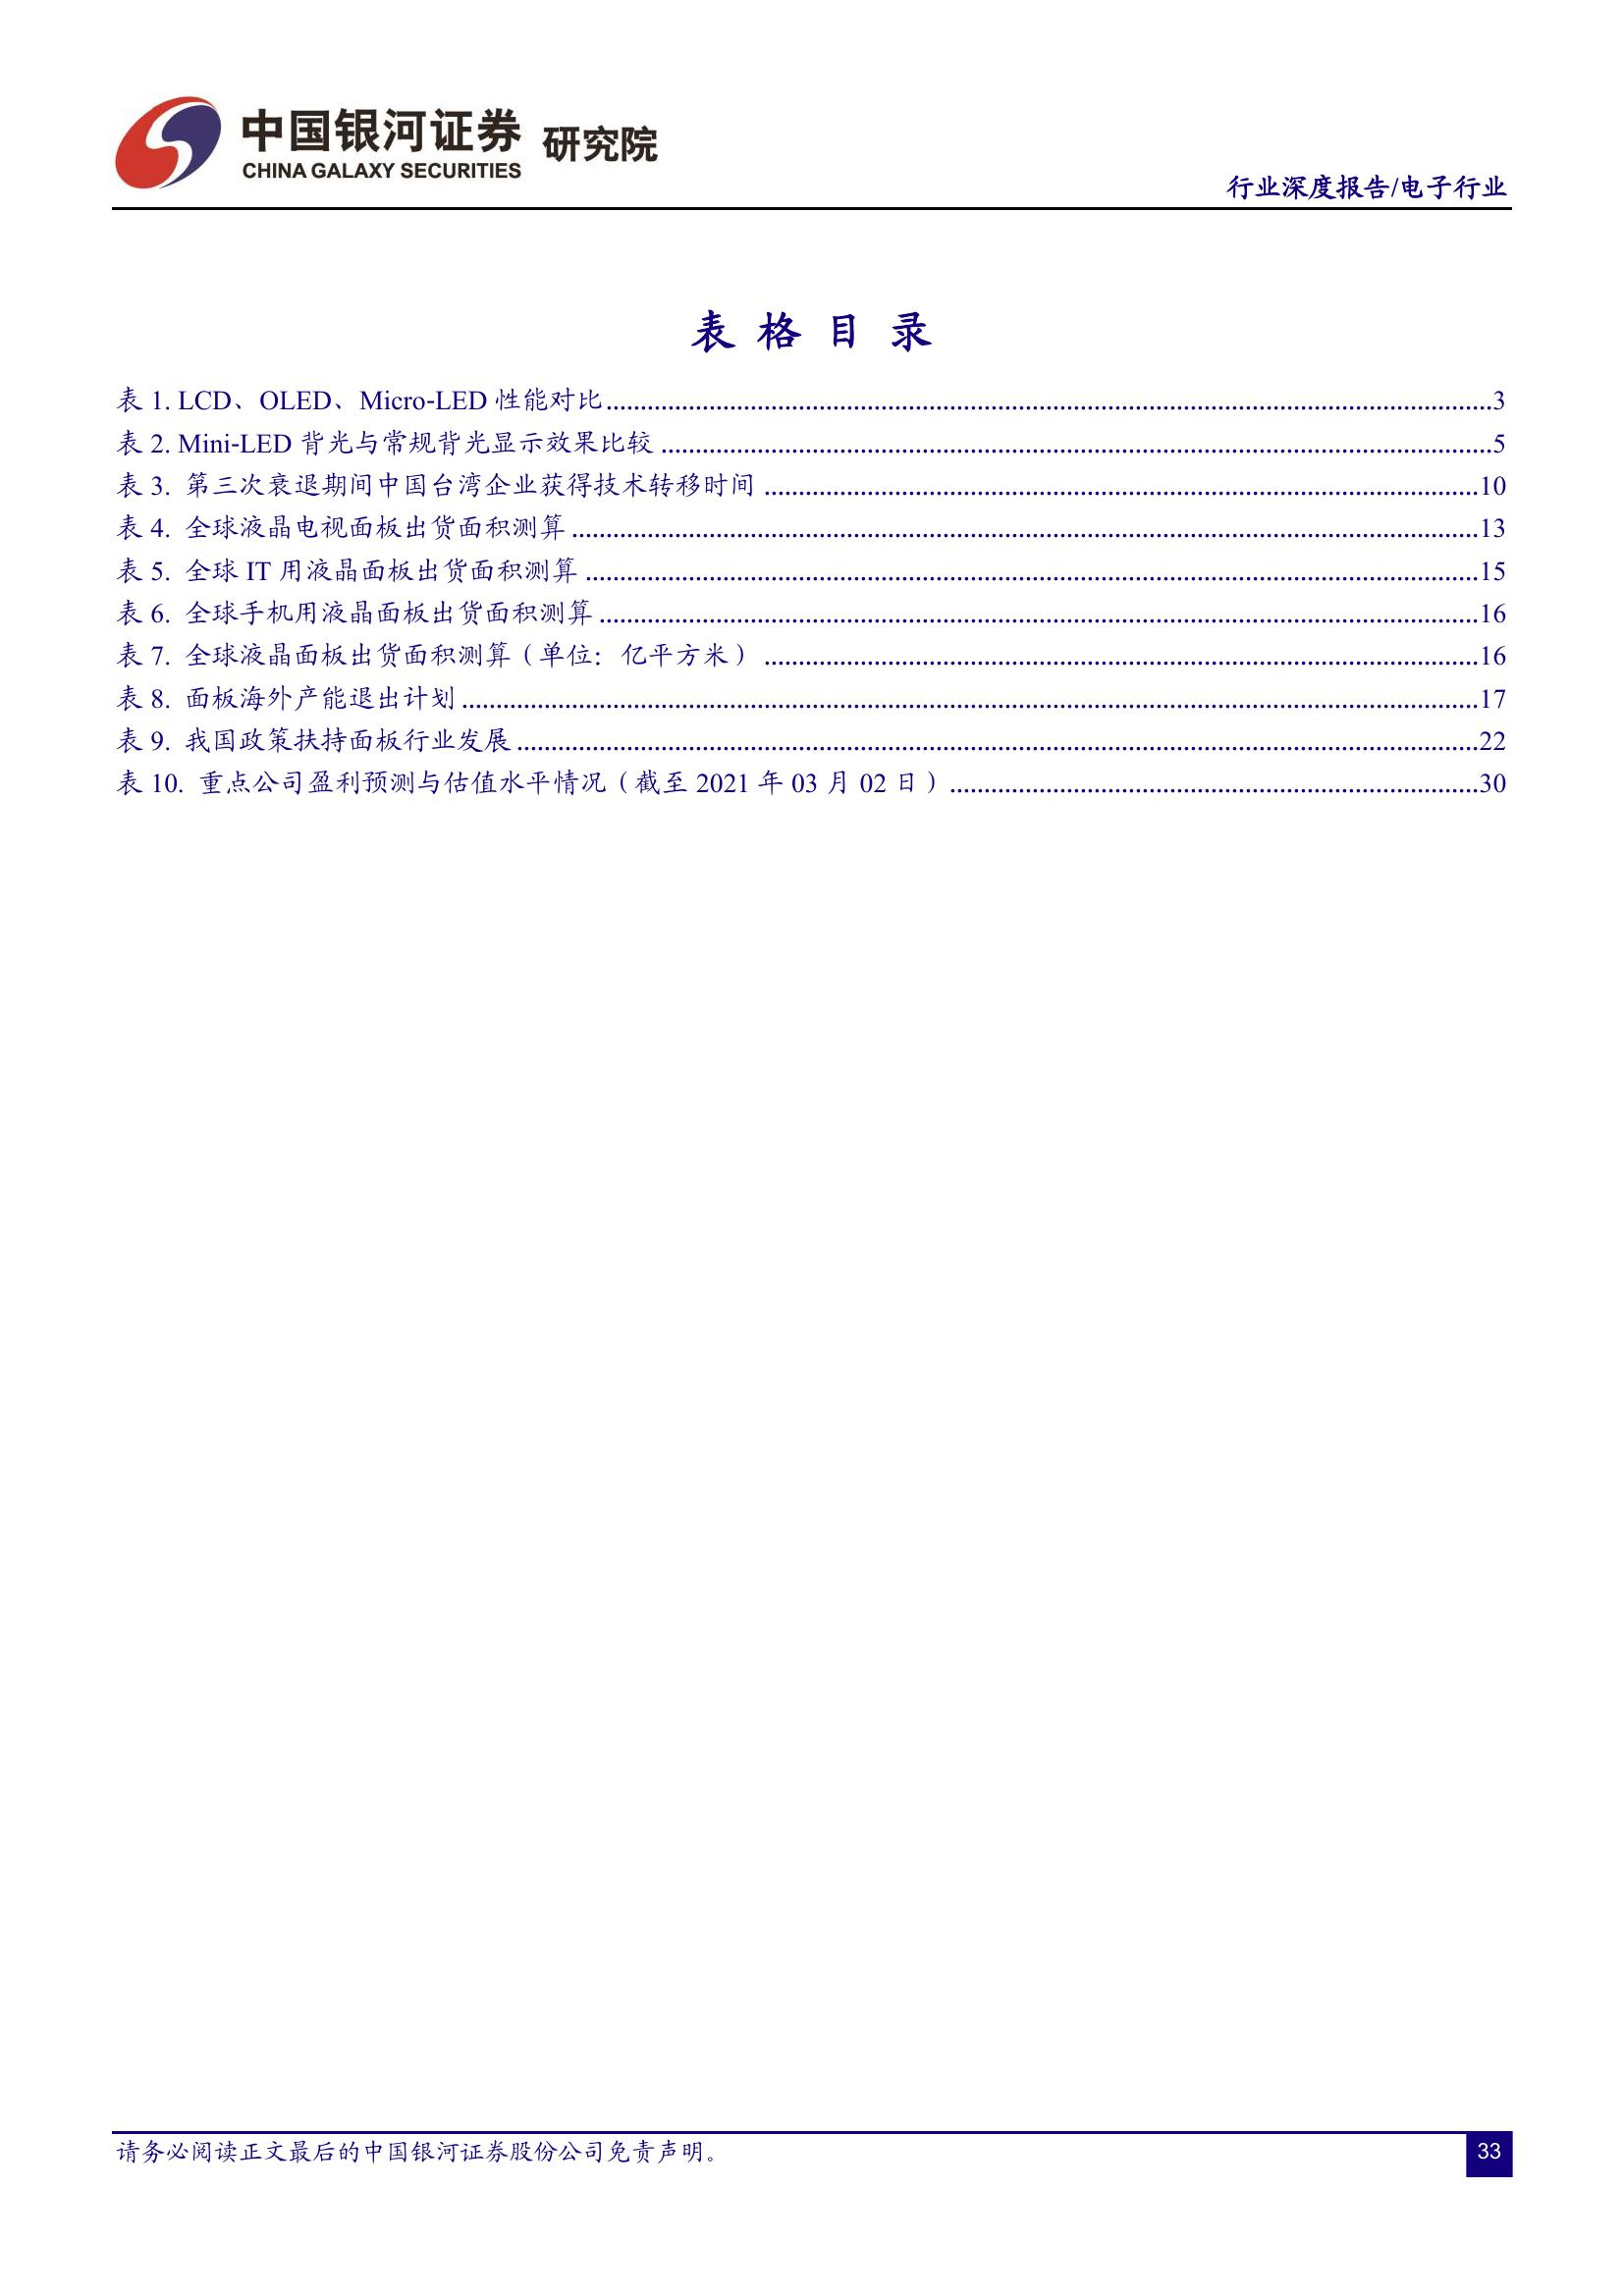 中国银河证券 研究院
CHINA GALAXY SECURITIES
行业深度报告/电子行业
表 格 目 录
表 1. LCD、OLED、Micro-LED 性能对比...........3
表 2. Mini-LED 背光与常规背光显示效果比较...........5
表 3. 第三次衰退期间中国台湾企业获得技术转移时间...........10
表 4. 全球液晶电视面板出货面积测算...........13
表 5. 全球 IT 用液晶面板出货面积测算...........15
表 6. 全球手机用液晶面板出货面积测算...........16
表 7. 全球液晶面板出货面积测算（单位：亿平方米）...........16
表 8. 面板海外产能退出计划...........17
表 9. 我国政策扶持面板行业发展...........22
表 10. 重点公司盈利预测与估值水平情况（截至 2021 年 03 月 02 日）...........30
请务必阅读正文最后的中国银河证券股份公司免责声明。
33